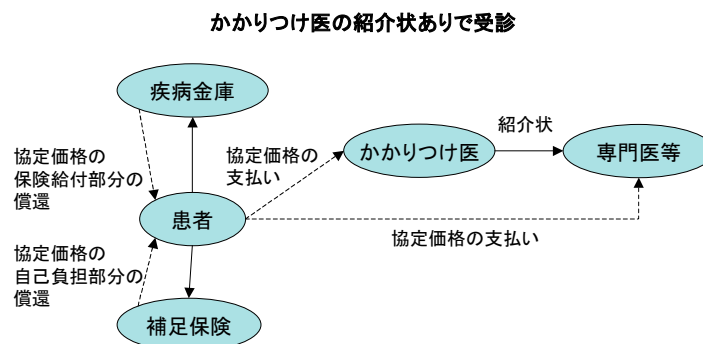 かかりつけ医の紹介状ありで受診
疾病金庫
紹介状
協定価格の
保険給付部分の
償還
協定価格の
支払い
かかりつけ医
専門医等
患者
協定価格の支払い
協定価格の
自己負担部分の
償還
補足保険